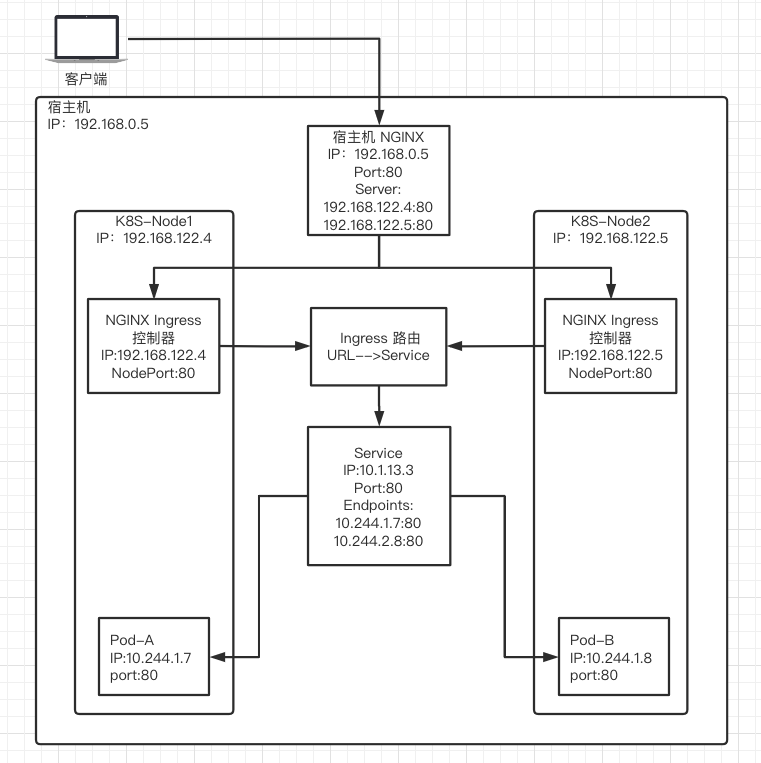 客户端
宿主机
IP：192.168.0.5
宿主机 NGINX
IP：192.168.0.5
Port:80
Server:
192.168.122.4:80
192.168.122.5:80
K8S-Node1
IP：192.168.122.4
K8S-Node2
IP：192.168.122.5
NGINX Ingress
控制器
IP:192.168.122.4
NodePort:80
Ingress 路由
URL-->Service
NGINX Ingress
控制器
IP:192.168.122.5
NodePort:80
Service
IP:10.1.13.3
Port:80
Endpoints:
10.244.1.7:80
10.244.2.8:80
Pod-A
IP:10.244.1.7
port:80
Pod-B
IP:10.244.1.8
port:80